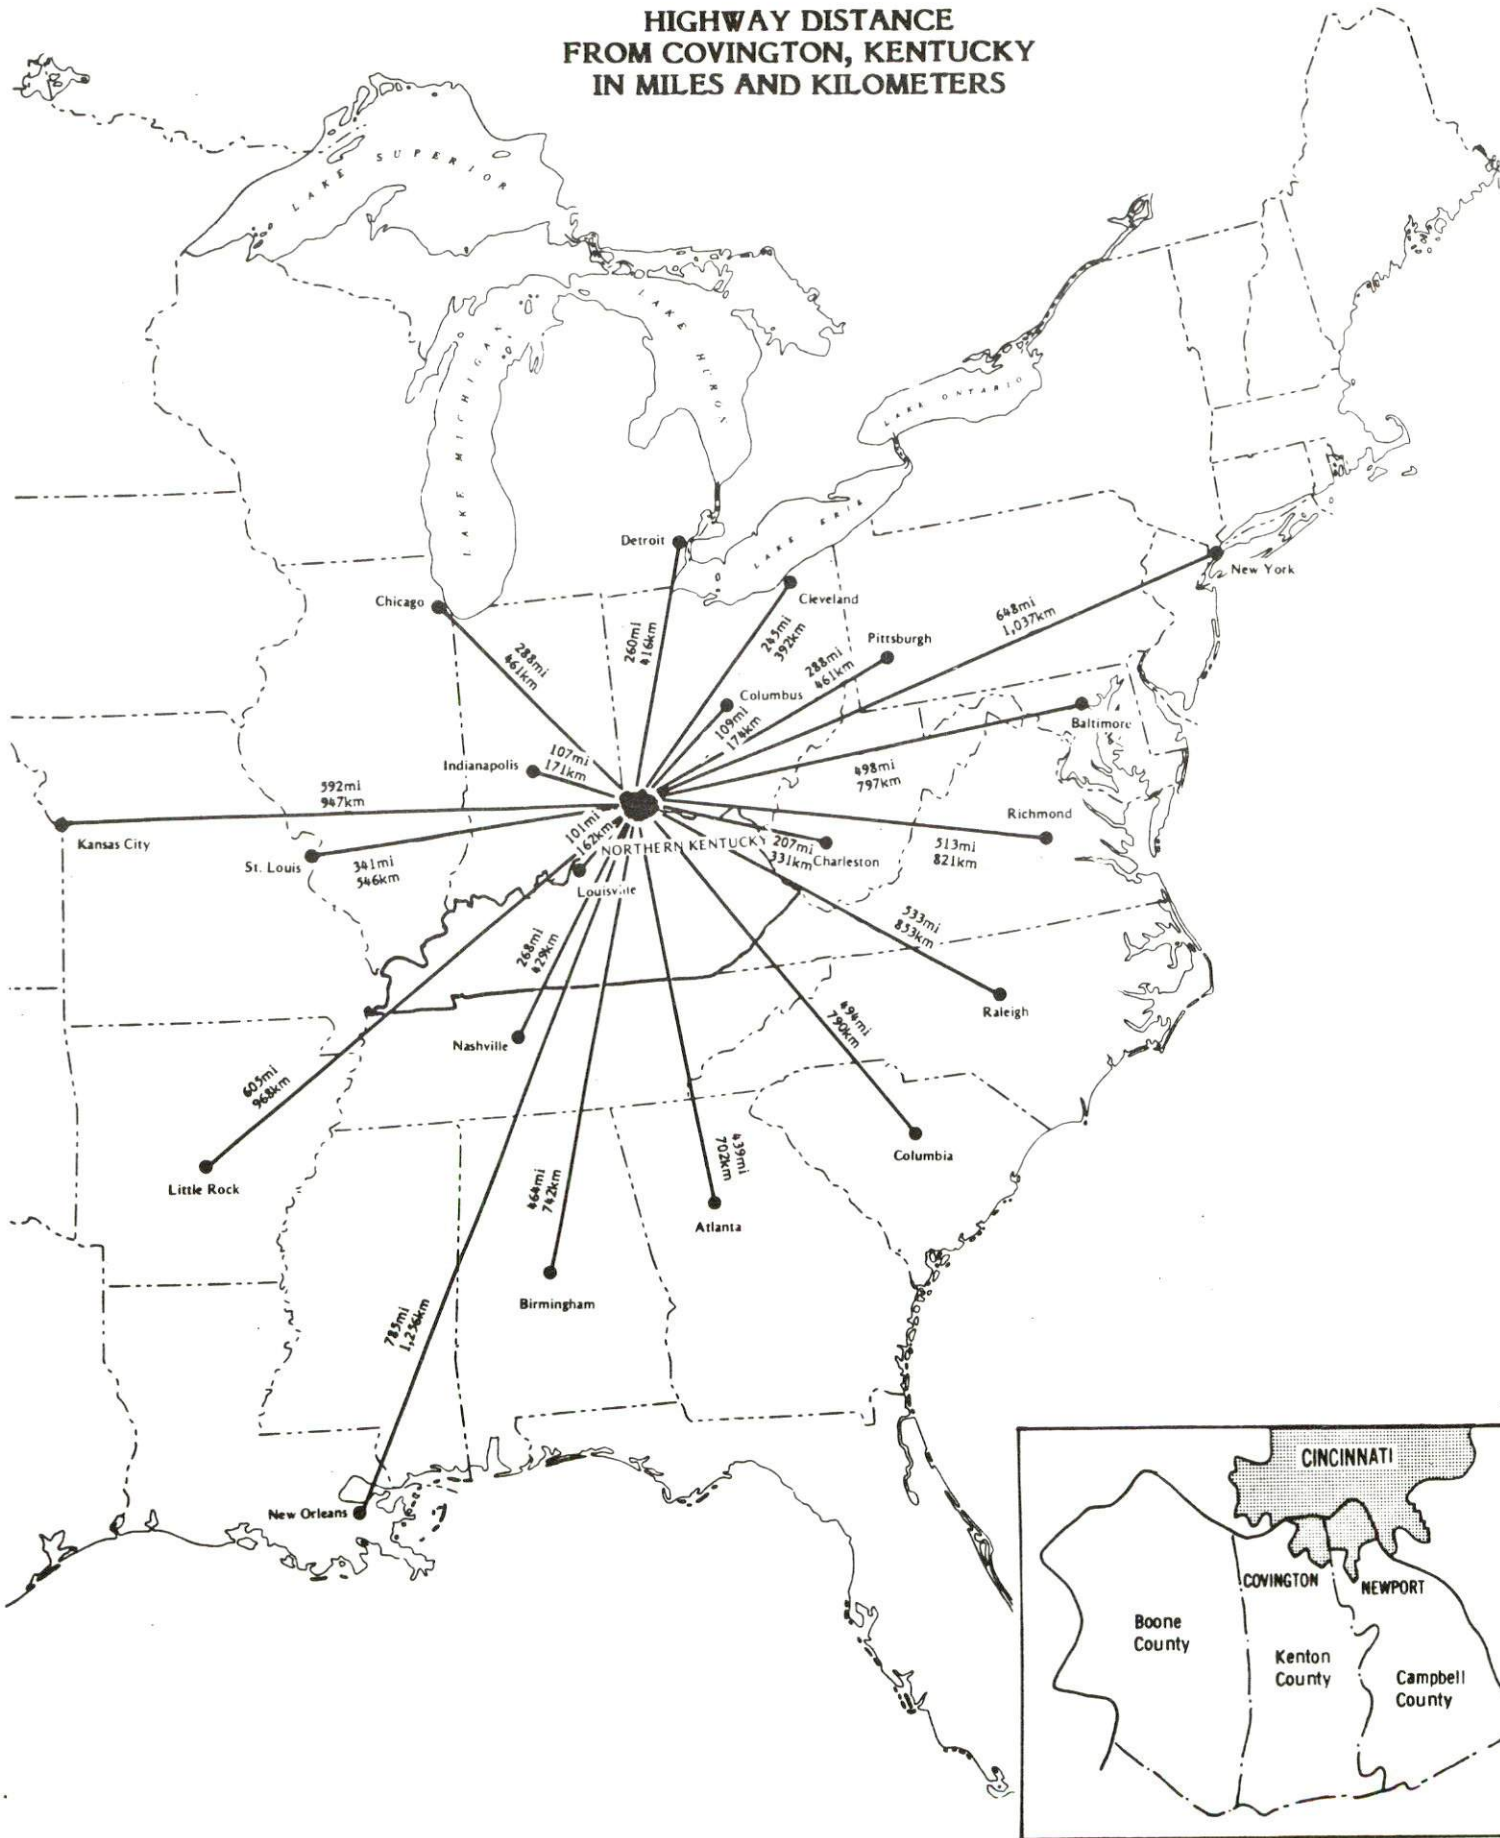 HIGHWAY DISTANCE
FROM COVINGTON, KENTUCKY
IN MILES AND KILOMETERS
LAKE SUPERIOR
LAKE HURON
LAKE MICHIGAN
LAKE ONTARIO
LAKE ERIE
Detroit
260mi
416km
New York
648mi
1,037km
Chicago
288mi
461km
Cleveland
245mi
392km
Pittsburgh
288mi
461km
Columbus
109mi
174km
Baltimore
498mi
797km
Indianapolis
107mi
171km
592mi
947km
Kansas City
Richmond
513mi
821km
St. Louis
341mi
546km
101mi
162km
NORTHERN KENTUCKY
207mi
331km
Charleston
Louisville
533mi
853km
Raleigh
268mi
429km
Nashville
494mi
790km
Columbia
605mi
968km
Little Rock
439mi
702km
Atlanta
464mi
742km
Birmingham
785mi
1,256km
New Orleans
CINCINNATI
COVINGTON
NEWPORT
Boone
County
Kenton
County
Campbell
County